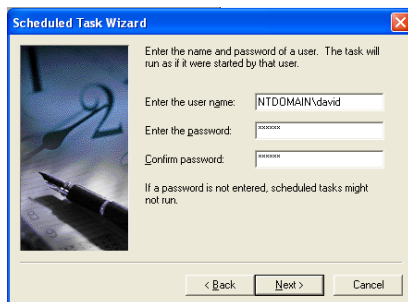 Scheduled Task Wizard
Enter the name and password of a user. The task will
run as if it were started by that user.
Enter the user name:
NTDOMAIN\david
Enter the password:
××××××
Confirm password:
××××××
If a password is not entered, scheduled tasks might
not run.
< Back
Next >
Cancel